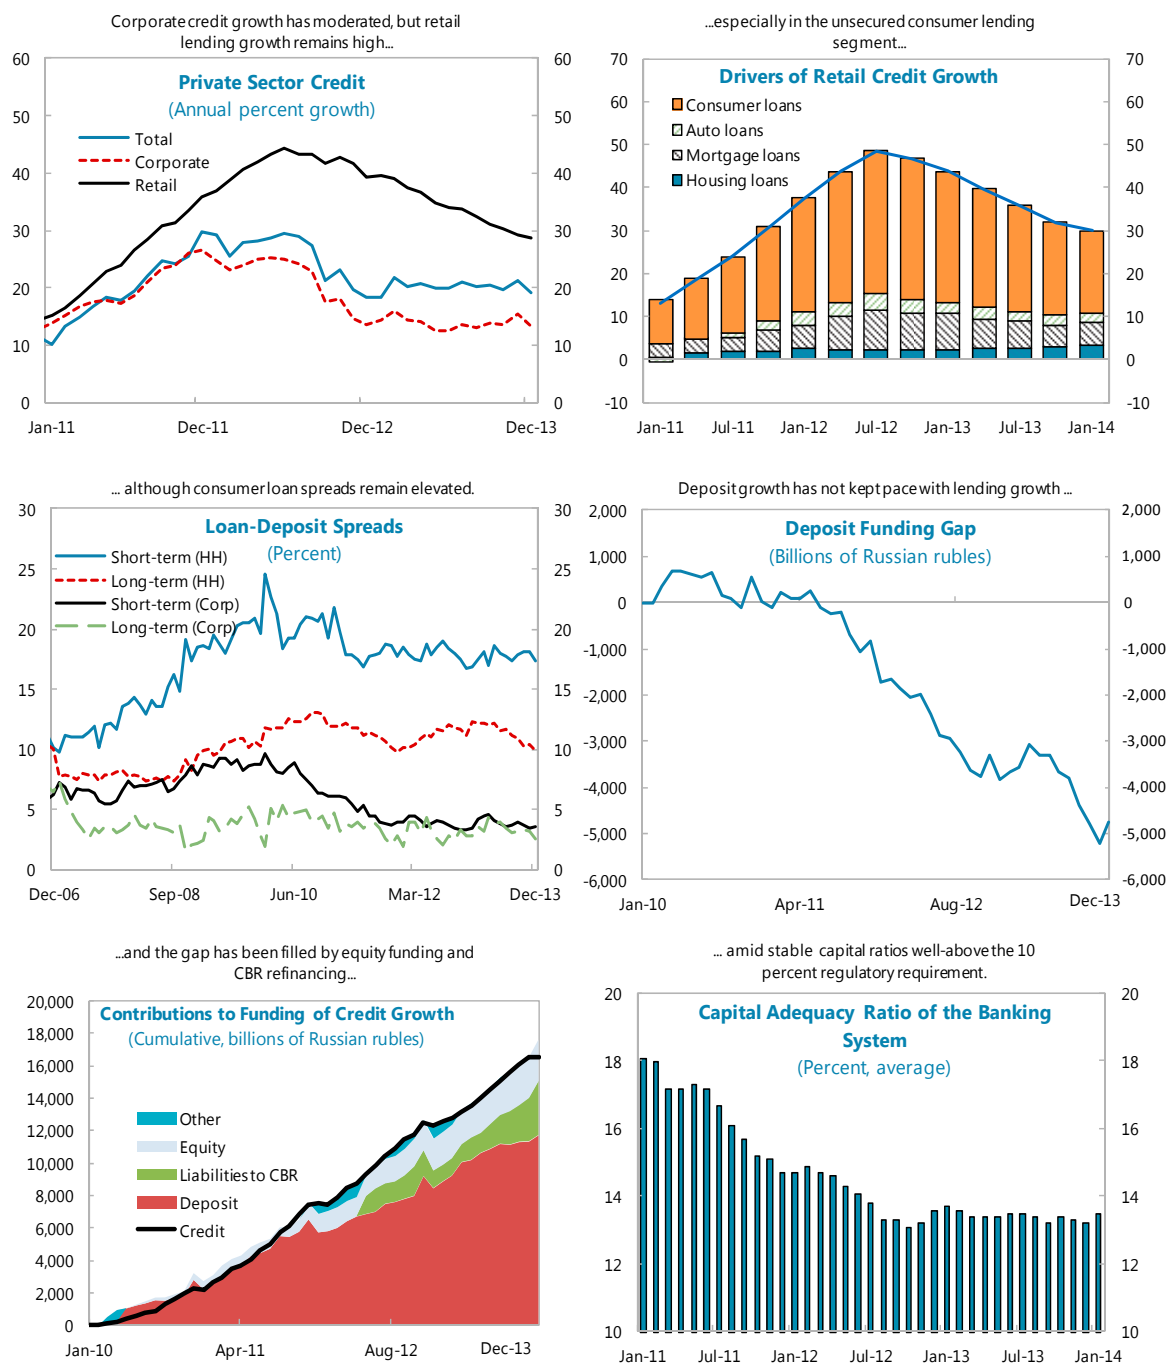 Corporate credit growth has moderated, but retail
lending growth remains high...
60
60
Private Sector Credit
(Annual percent growth)
50
50
Total
Corporate
Retail
40
40
30
30
20
20
10
10
0
0
Jan-11
Dec-11
Dec-12
Dec-13
...especially in the unsecured consumer lending
segment...
70
70
Drivers of Retail Credit Growth
60
60
Consumer loans
Auto loans
Mortgage loans
Housing loans
50
50
40
40
30
30
20
20
10
10
0
0
-10
-10
Jan-11
Jul-11
Jan-12
Jul-12
Jan-13
Jul-13
Jan-14
... although consumer loan spreads remain elevated.
30
30
Loan-Deposit Spreads
(Percent)
Short-term (HH)
Long-term (HH)
Short-term (Corp)
Long-term (Corp)
25
25
20
20
15
15
10
10
5
5
0
0
Dec-06
Sep-08
Jun-10
Mar-12
Dec-13
Deposit growth has not kept pace with lending growth ...
2,000
2,000
Deposit Funding Gap
(Billions of Russian rubles)
1,000
1,000
0
0
-1,000
-1,000
-2,000
-2,000
-3,000
-3,000
-4,000
-4,000
-5,000
-5,000
-6,000
-6,000
Jan-10
Apr-11
Aug-12
Dec-13
...and the gap has been filled by equity funding and
CBR refinancing...
20,000
Contributions to Funding of Credit Growth
(Cumulative, billions of Russian rubles)
18,000
16,000
14,000
12,000
10,000
8,000
6,000
4,000
2,000
0
Other
Equity
Liabilities to CBR
Deposit
Credit
Jan-10
Apr-11
Aug-12
Dec-13
... amid stable capital ratios well-above the 10
percent regulatory requirement.
20
20
Capital Adequacy Ratio of the Banking
System
(Percent, average)
18
18
16
16
14
14
12
12
10
10
Jan-11
Jul-11
Jan-12
Jul-12
Jan-13
Jul-13
Jan-14